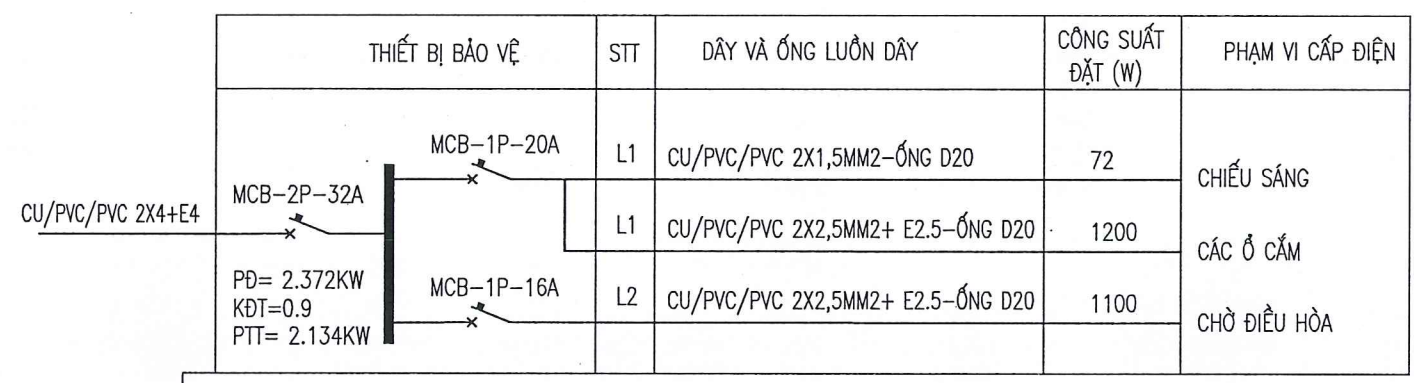 THIẾT BỊ BẢO VỆ
STT
DÂY VÀ ỐNG LUỒN DÂY
CÔNG SUẤT
ĐẶT (W)
PHẠM VI CẤP ĐIỆN
CU/PVC/PVC 2X4+E4
MCB-2P-32A
PĐ= 2.372KW
KĐT=0.9
PTT= 2.134KW
MCB-1P-20A
L1
CU/PVC/PVC 2X1,5MM2-ỐNG D20
72
CHIẾU SÁNG
L1
CU/PVC/PVC 2X2,5MM2+ E2.5-ỐNG D20
1200
CÁC Ổ CẮM
MCB-1P-16A
L2
CU/PVC/PVC 2X2,5MM2+ E2.5-ỐNG D20
1100
CHỜ ĐIỀU HÒA